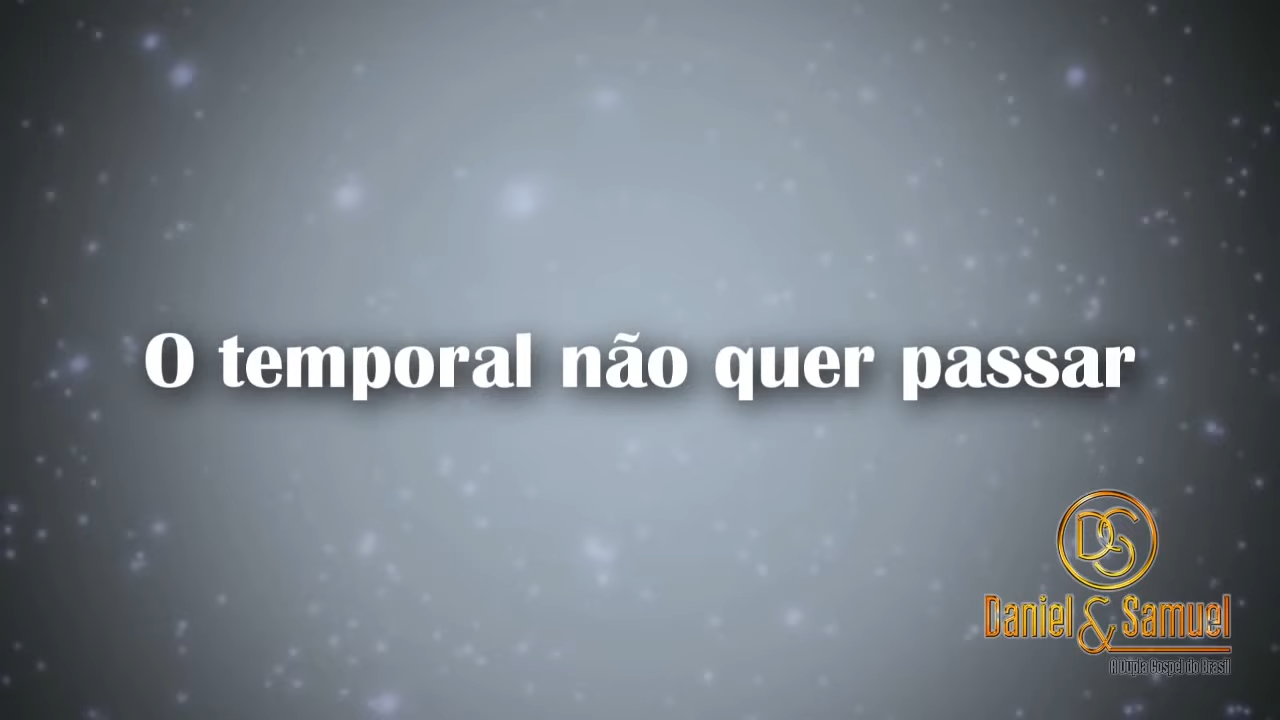 O temporal não quer passar
DS
Daniel & Samuel
A Dupla Gospel do Brasil